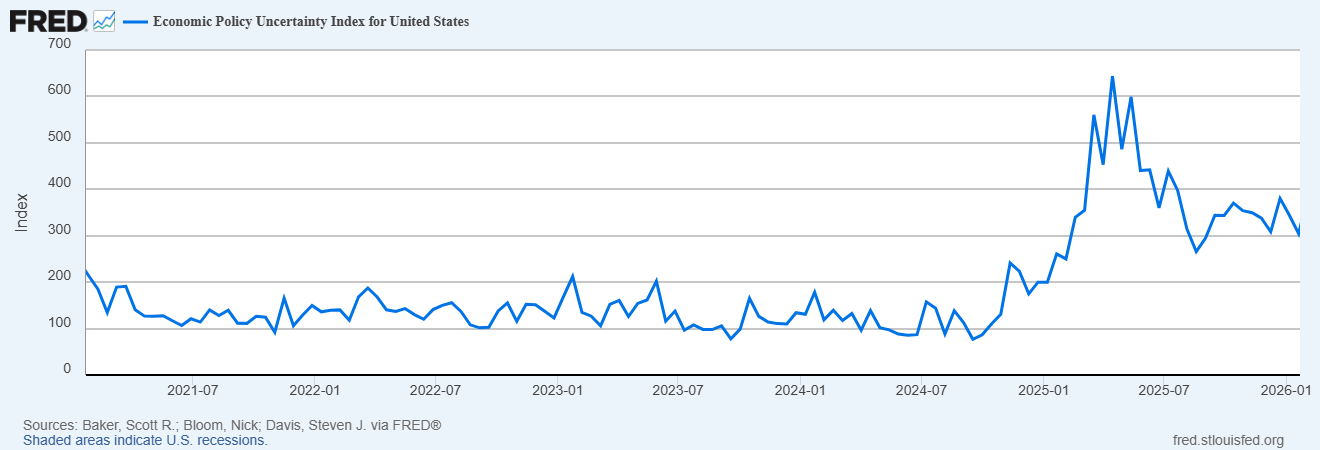 FRED Economic Policy Uncertainty Index for United States
700
600
500
400
300
200
100
0
Index
2021-07 2022-01 2022-07 2023-01 2023-07 2024-01 2024-07 2025-01 2025-07 2026-01
Sources: Baker, Scott R.; Bloom, Nick; Davis, Steven J. via FRED®
Shaded areas indicate U.S. recessions.
fred.stlouisfed.org